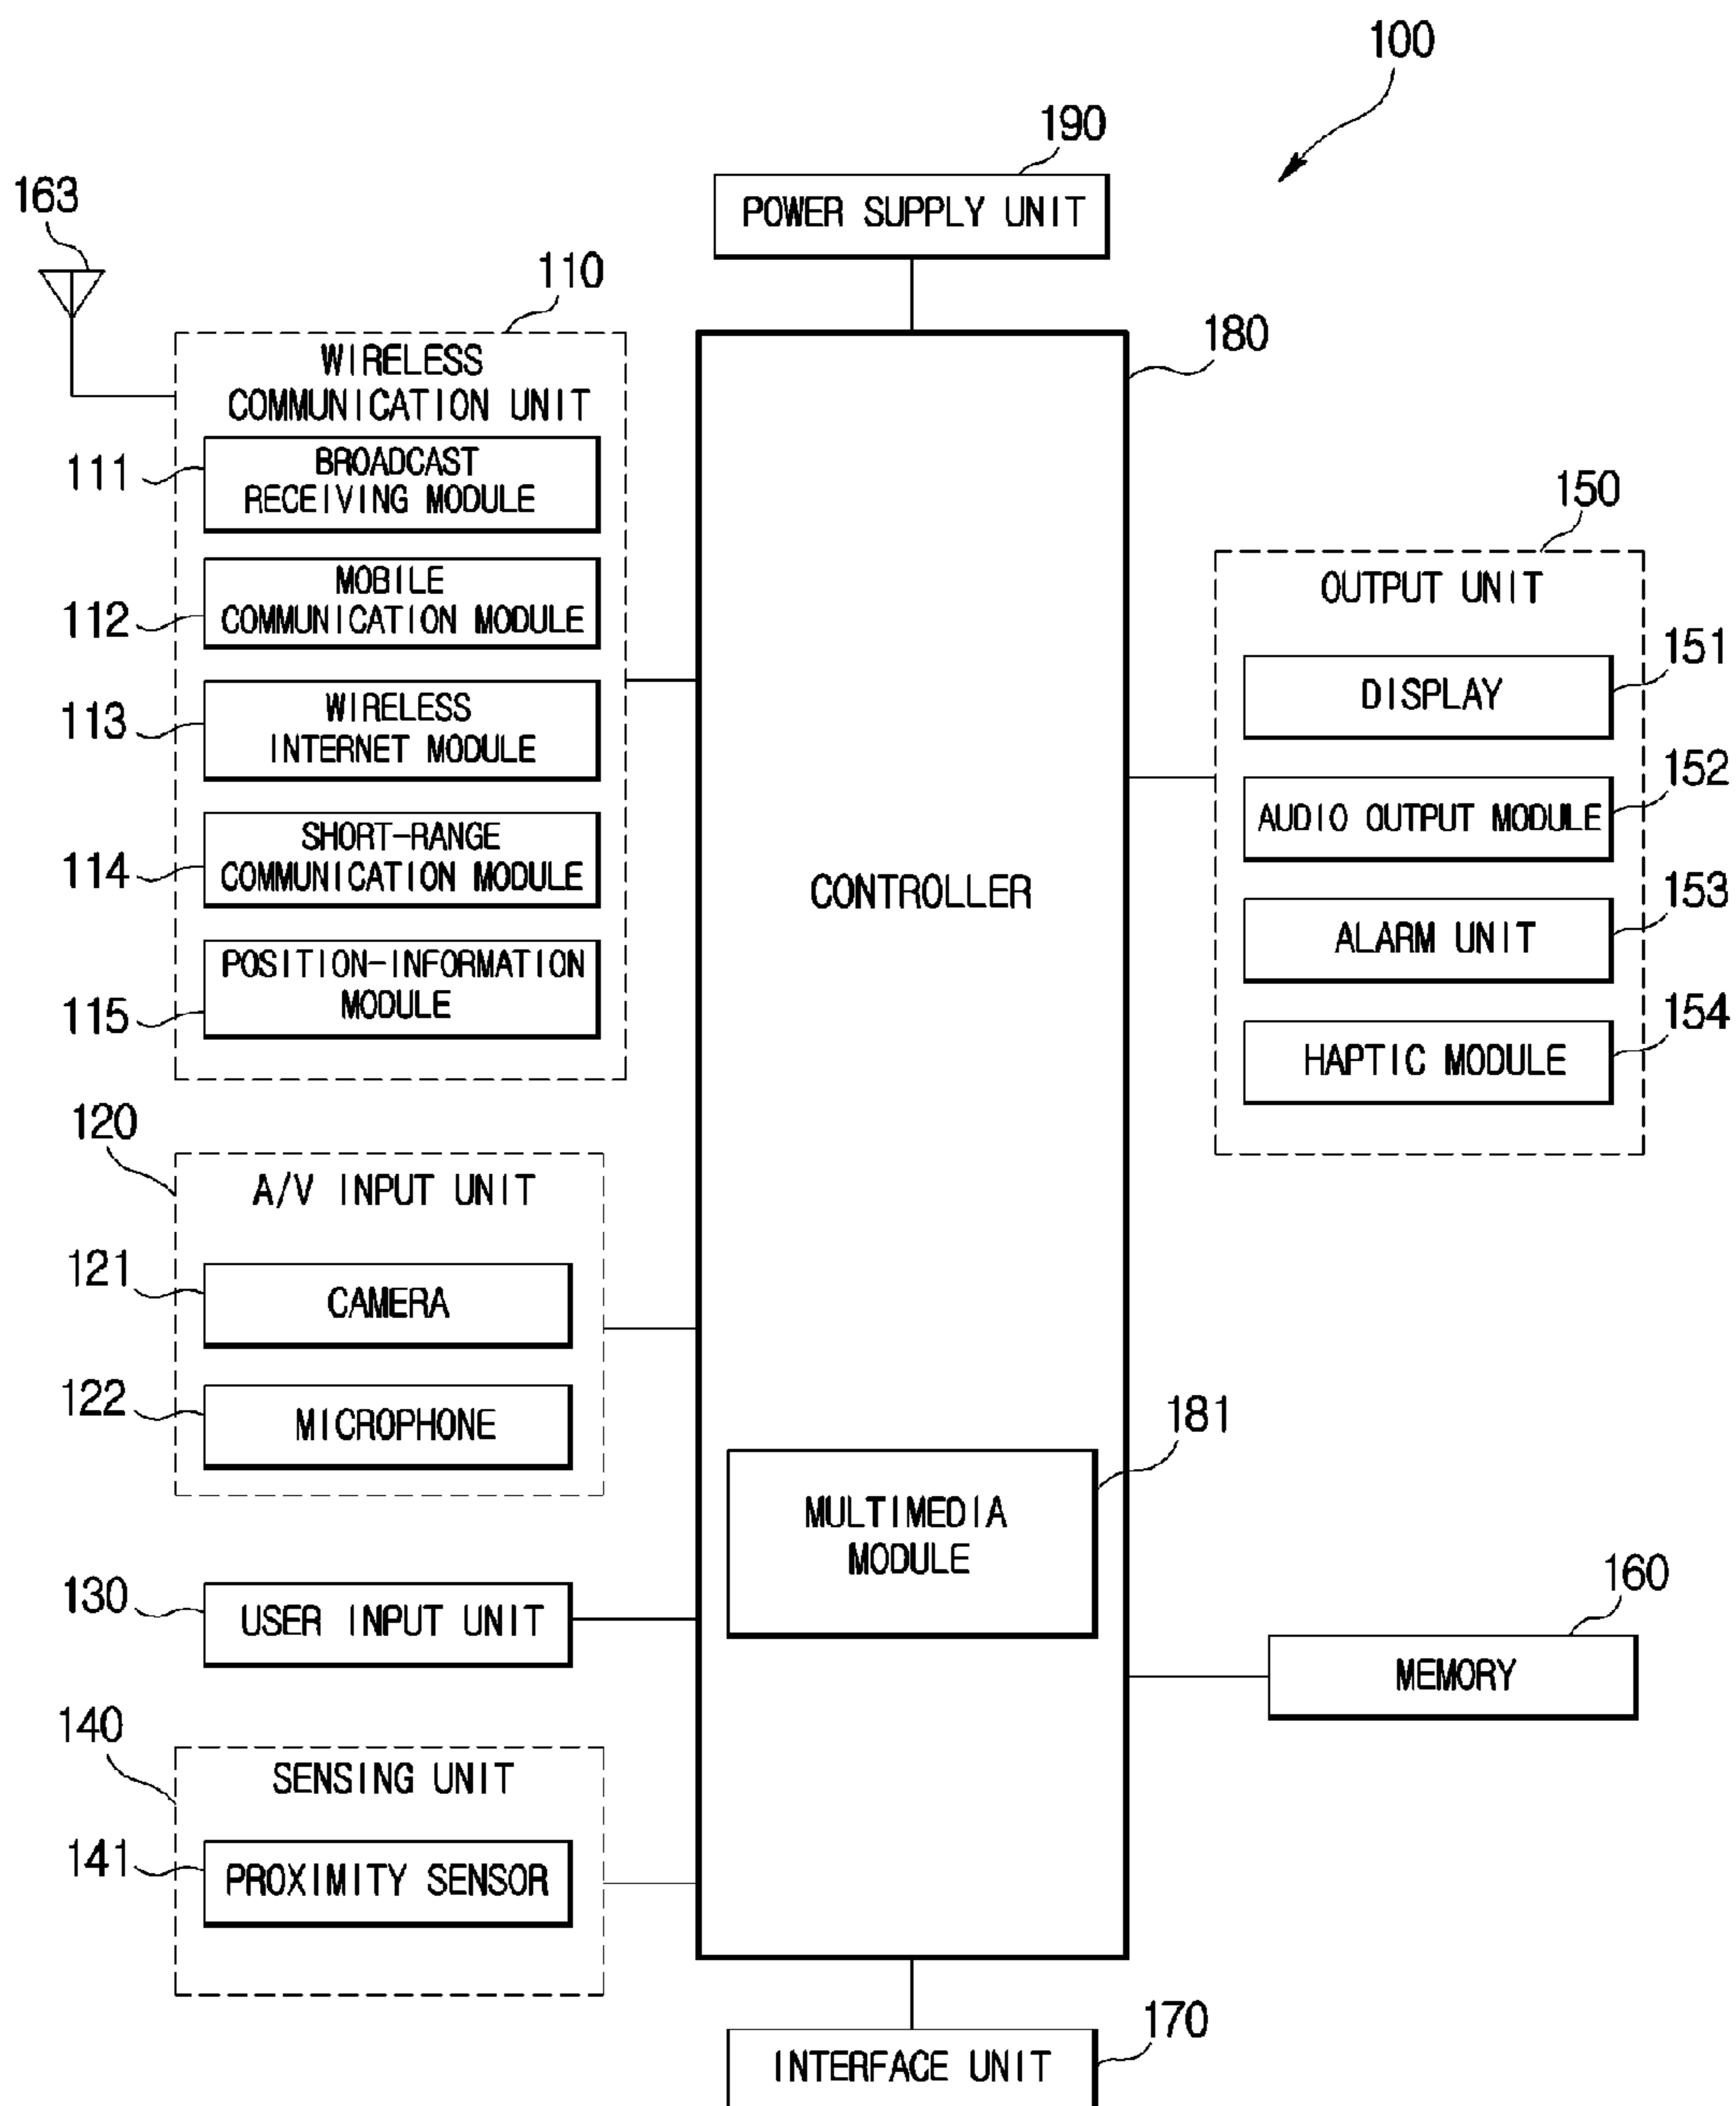 100
190
POWER SUPPLY UNIT
163
110
WIRELESS
COMMUNICATION UNIT
111
BROADCAST
RECEIVING MODULE
112
MOBILE
COMMUNICATION MODULE
113
WIRELESS
INTERNET MODULE
114
SHORT-RANGE
COMMUNICATION MODULE
115
POSITION-INFORMATION
MODULE
120
A/V INPUT UNIT
121
CAMERA
122
MICROPHONE
130
USER INPUT UNIT
140
SENSING UNIT
141
PROXIMITY SENSOR
180
CONTROLLER
181
MULTIMEDIA
MODULE
150
OUTPUT UNIT
151
DISPLAY
152
AUDIO OUTPUT MODULE
153
ALARM UNIT
154
HAPTIC MODULE
160
MEMORY
170
INTERFACE UNIT